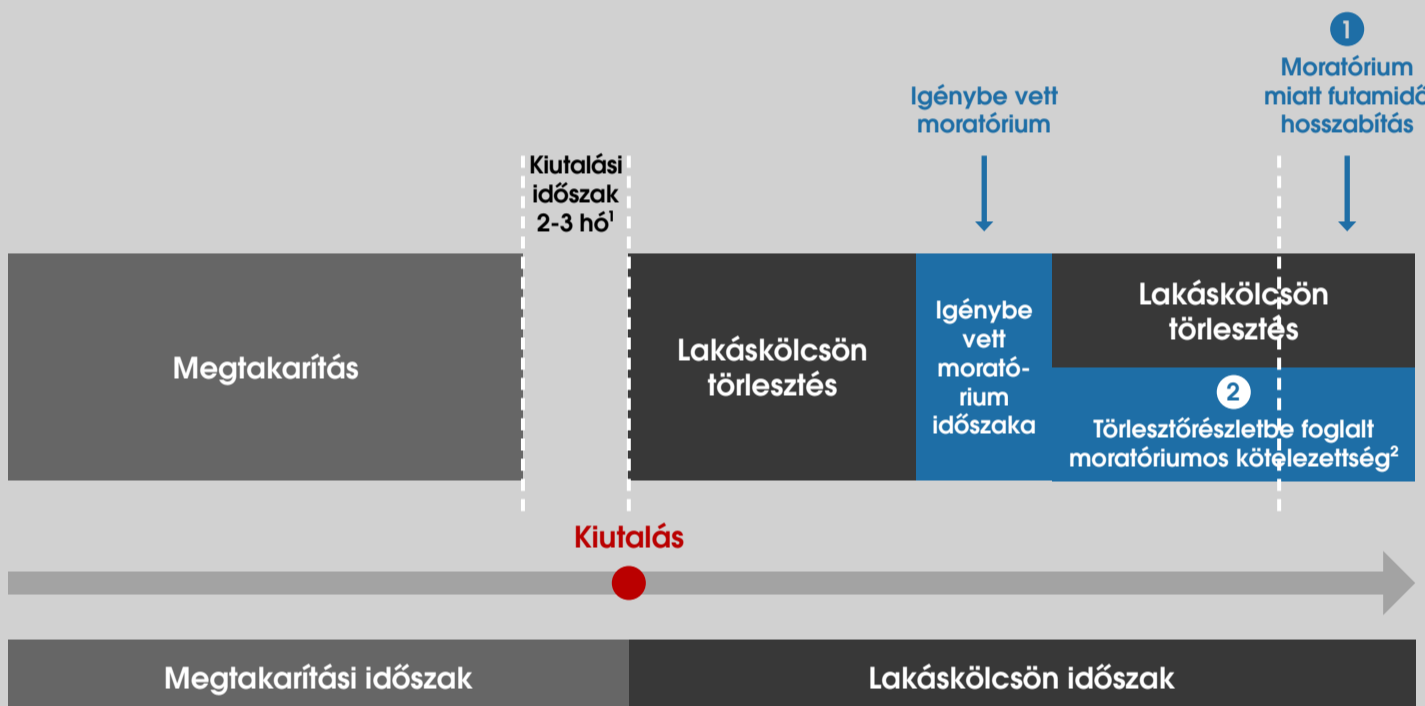 1
Moratórium
miatt futamidő
hosszabítás
Igénybe vett
moratórium
Kiutalási
időszak
2-3 hó¹
Megtakarítás
Lakáskölcsön
törlesztés
Igénybe
vett
morató-
rium
időszaka
Lakáskölcsön
törlesztés
2
Törlesztőrészletbe foglalt
moratóriumos kötelezettség²
Kiutalás
Megtakarítási időszak
Lakáskölcsön időszak